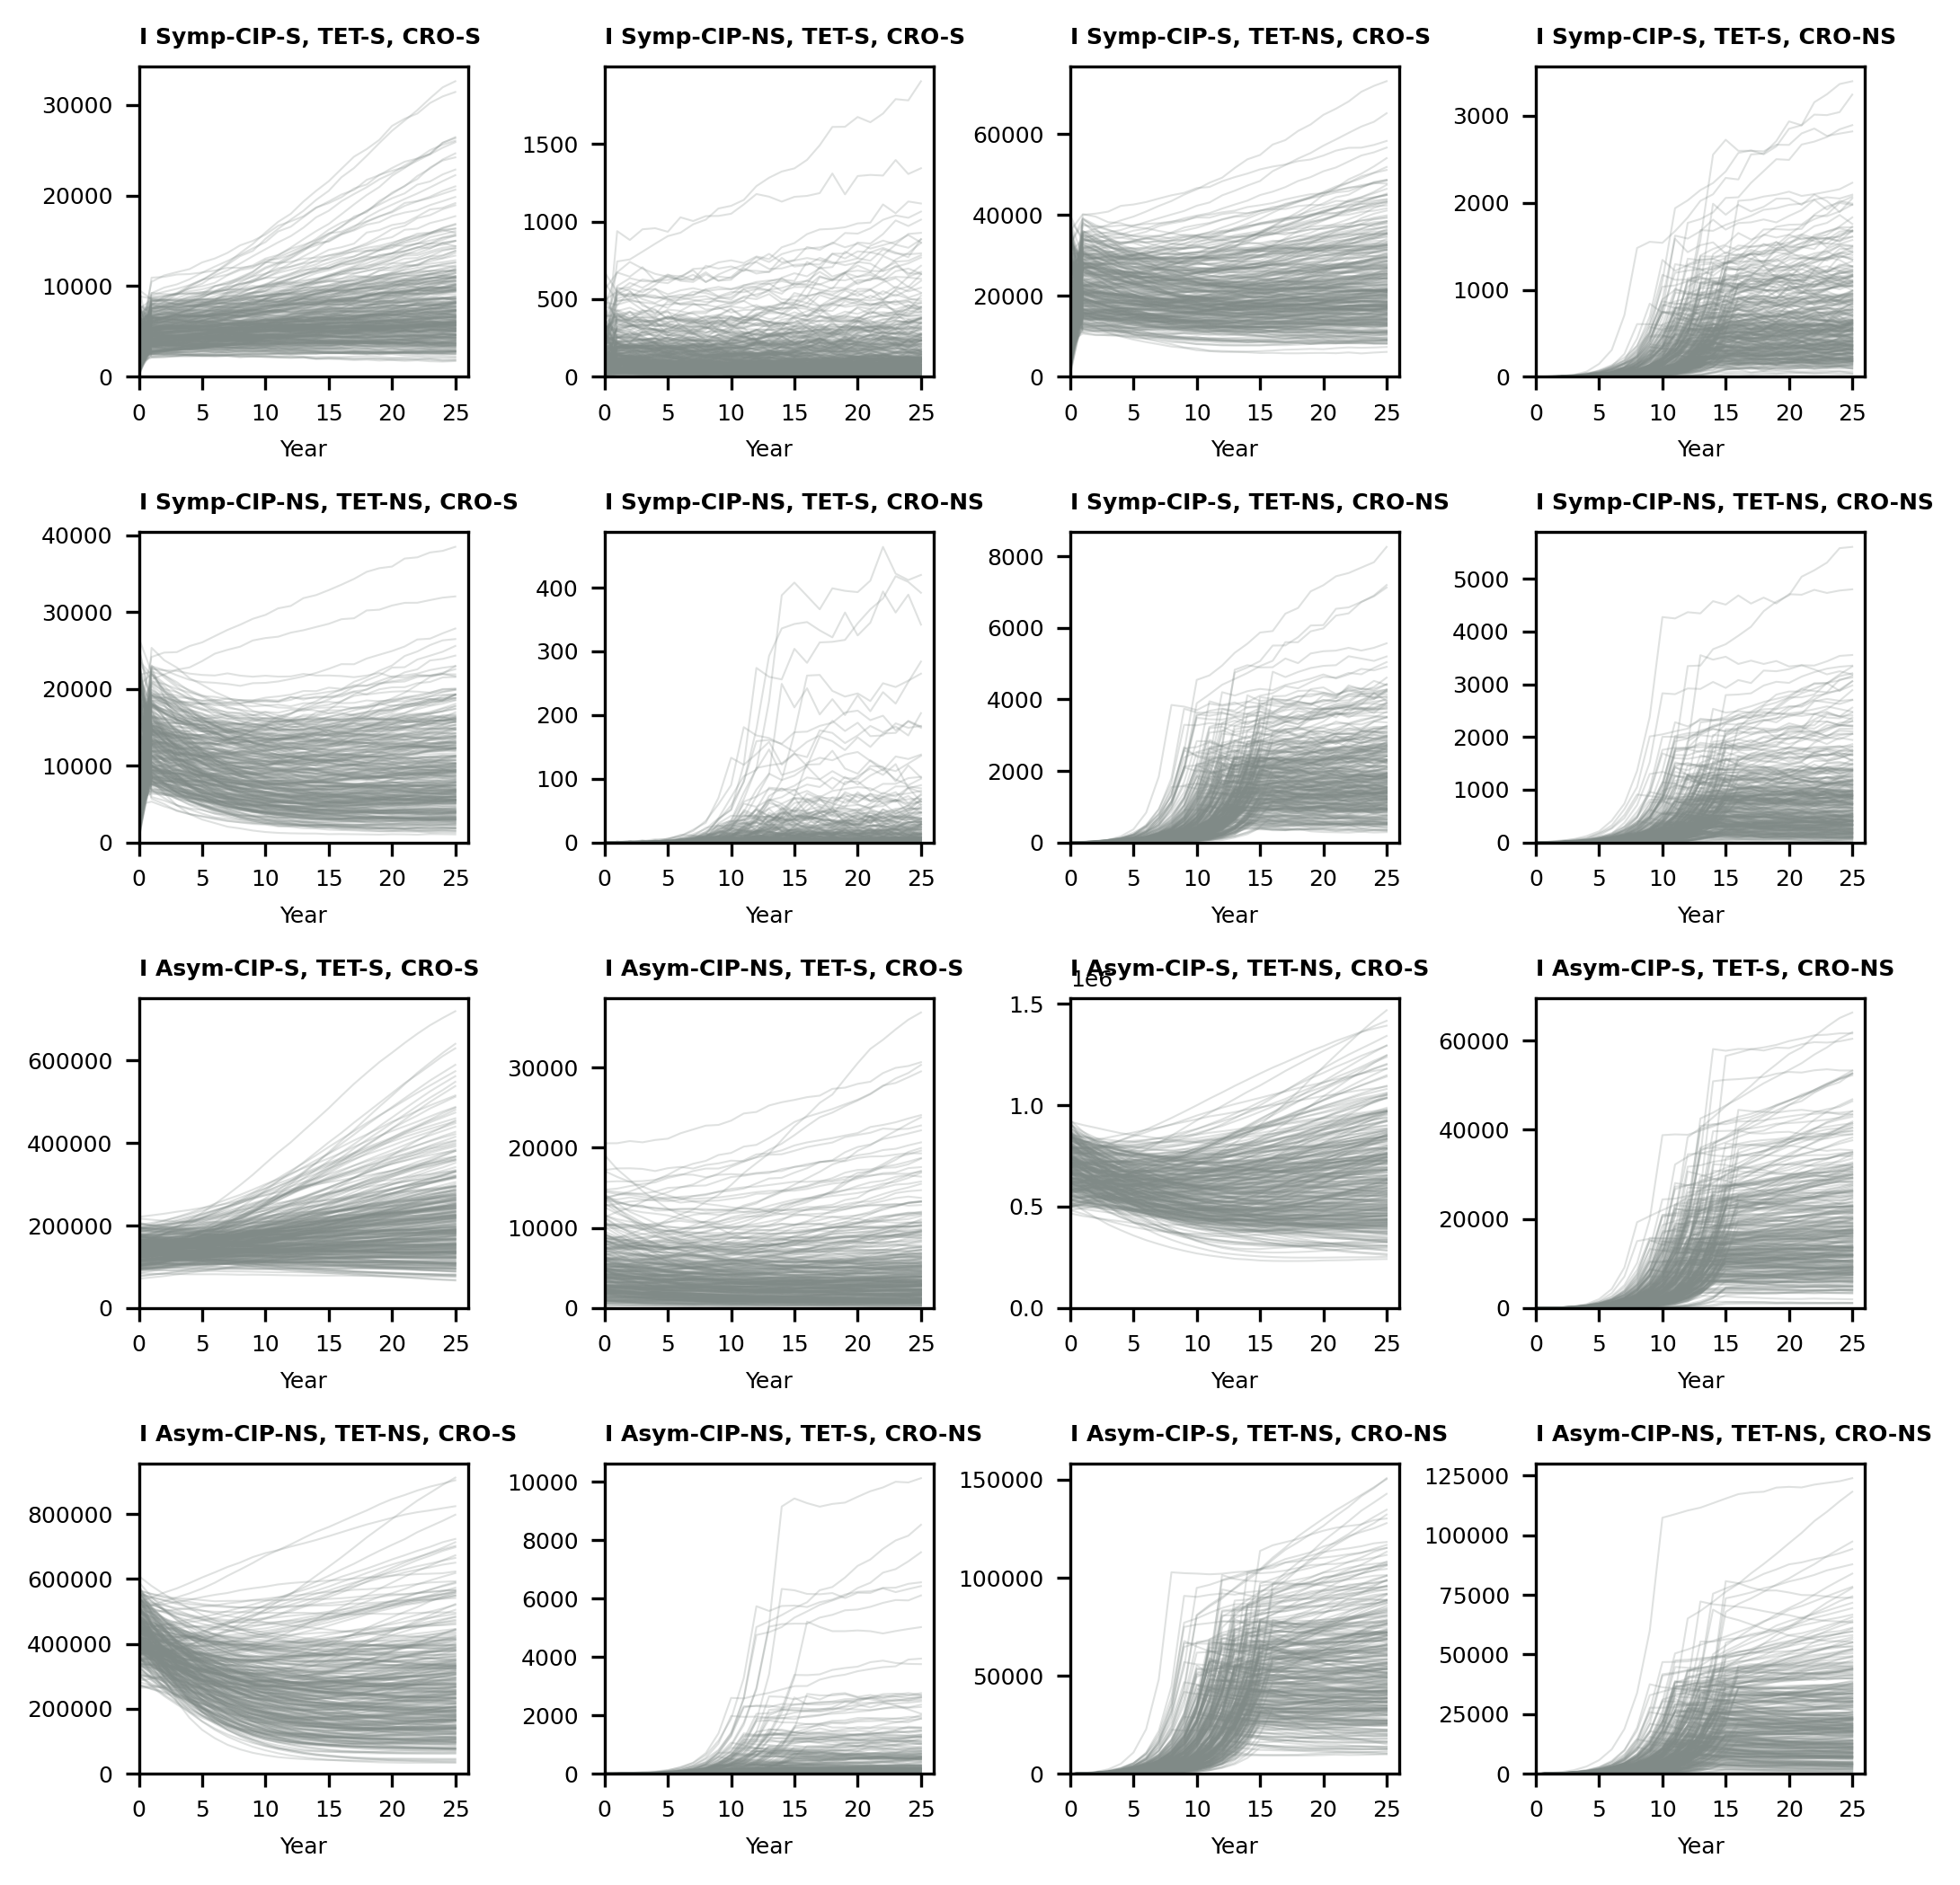 I Symp-CIP-S, TET-S, CRO-S
30000
20000
10000
0
0 5 10 15 20 25
Year
I Symp-CIP-NS, TET-S, CRO-S
1500
1000
500
0
0 5 10 15 20 25
Year
I Symp-CIP-S, TET-NS, CRO-S
60000
40000
20000
0
0 5 10 15 20 25
Year
I Symp-CIP-S, TET-S, CRO-NS
3000
2000
1000
0
0 5 10 15 20 25
Year
I Symp-CIP-NS, TET-NS, CRO-S
40000
30000
20000
10000
0
0 5 10 15 20 25
Year
I Symp-CIP-NS, TET-S, CRO-NS
400
300
200
100
0
0 5 10 15 20 25
Year
I Symp-CIP-S, TET-NS, CRO-NS
8000
6000
4000
2000
0
0 5 10 15 20 25
Year
I Symp-CIP-NS, TET-NS, CRO-NS
5000
4000
3000
2000
1000
0
0 5 10 15 20 25
Year
I Asym-CIP-S, TET-S, CRO-S
600000
400000
200000
0
0 5 10 15 20 25
Year
I Asym-CIP-NS, TET-S, CRO-S
30000
20000
10000
0
0 5 10 15 20 25
Year
I Asym-CIP-S, TET-NS, CRO-S
1e6
1.5
1.0
0.5
0.0
0 5 10 15 20 25
Year
I Asym-CIP-S, TET-S, CRO-NS
60000
40000
20000
0
0 5 10 15 20 25
Year
I Asym-CIP-NS, TET-NS, CRO-S
800000
600000
400000
200000
0
0 5 10 15 20 25
Year
I Asym-CIP-NS, TET-S, CRO-NS
10000
8000
6000
4000
2000
0
0 5 10 15 20 25
Year
I Asym-CIP-S, TET-NS, CRO-NS
150000
100000
50000
0
0 5 10 15 20 25
Year
I Asym-CIP-NS, TET-NS, CRO-NS
125000
100000
75000
50000
25000
0
0 5 10 15 20 25
Year